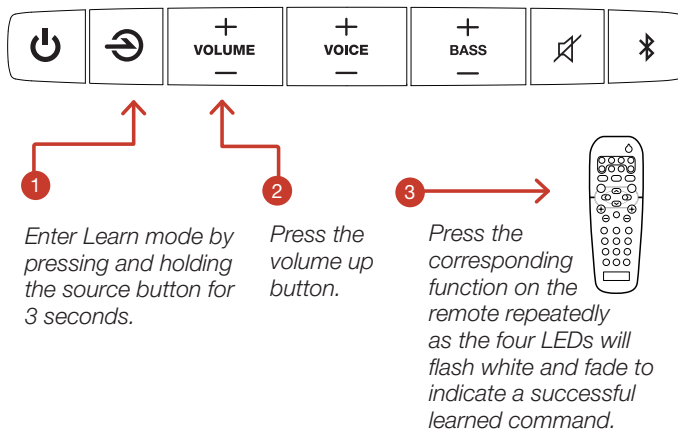 + + +
VOLUME VOICE BASS
– – –
1
Enter Learn mode by
pressing and holding
the source button for
3 seconds.
2
Press the
volume up
button.
3
Press the
corresponding
function on the
remote repeatedly
as the four LEDs will
flash white and fade to
indicate a successful
learned command.